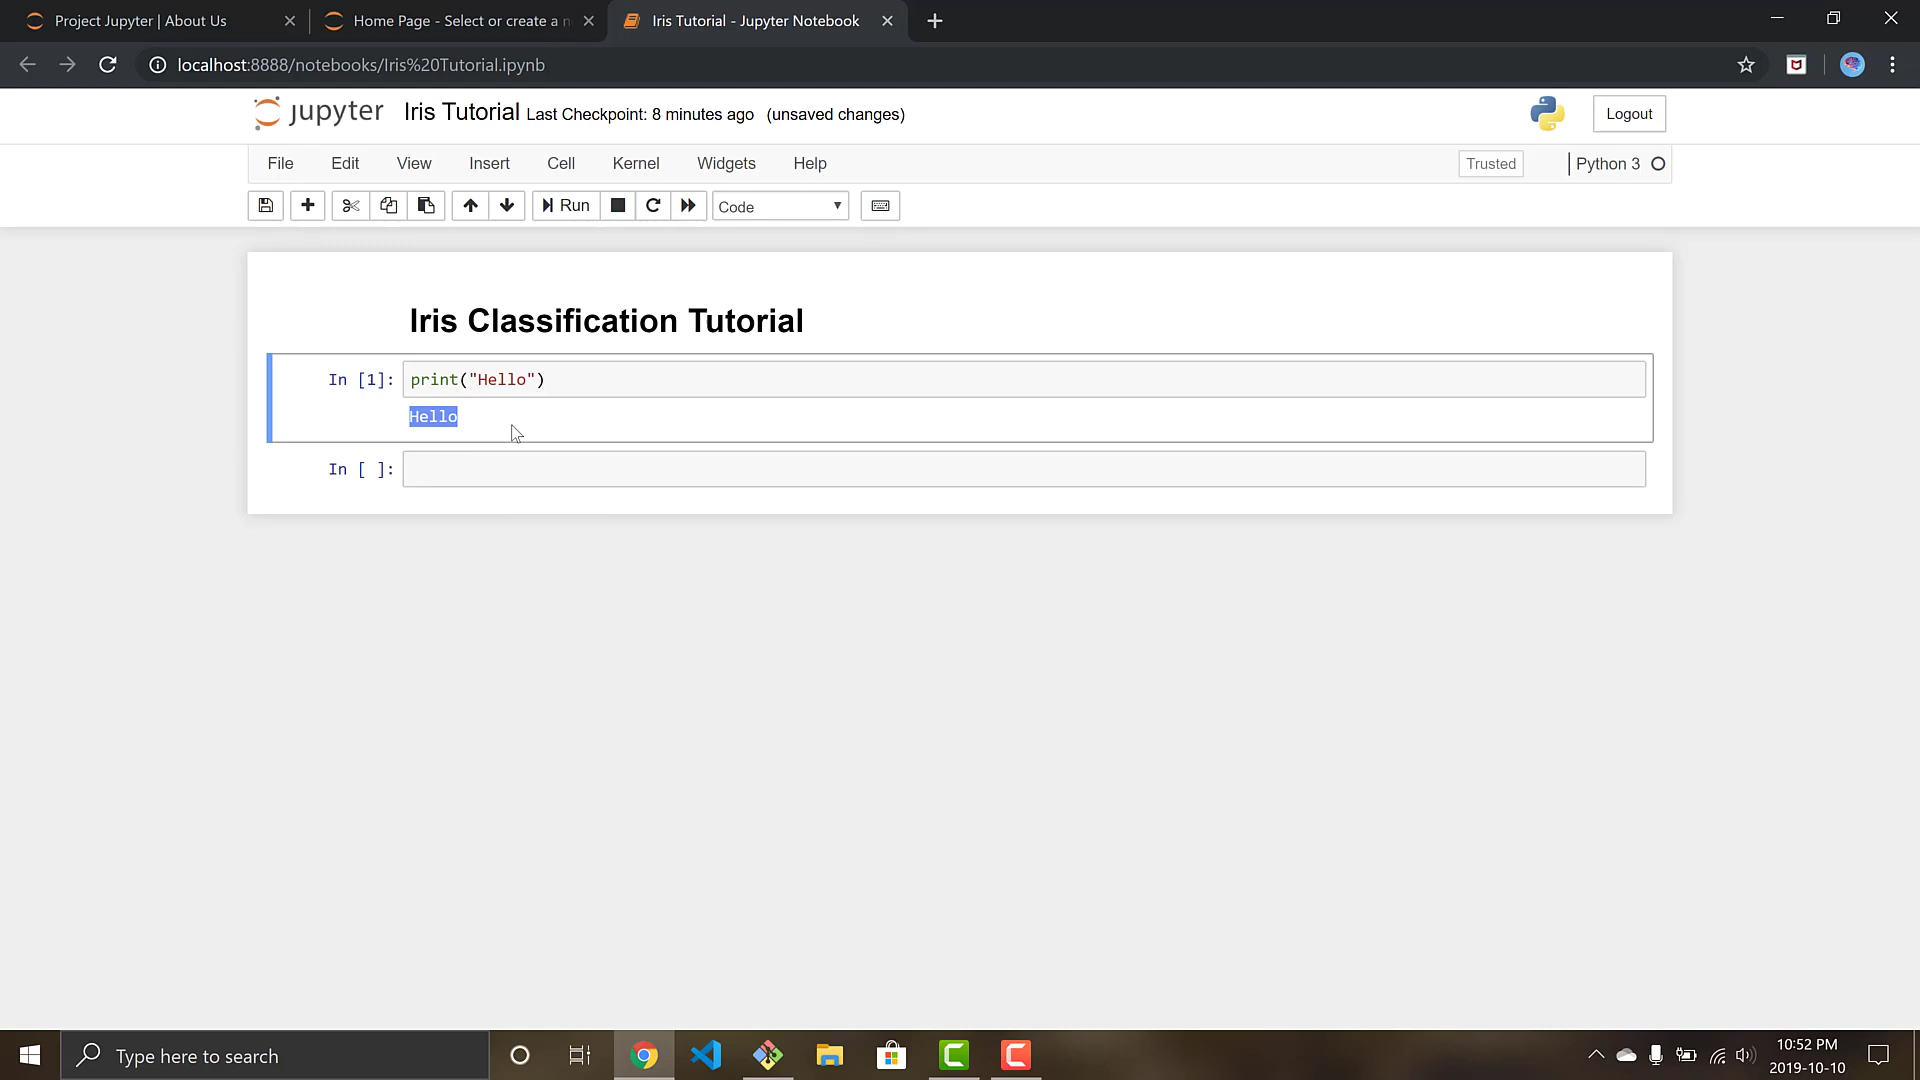 Project Jupyter | About Us
Home Page - Select or create a n
Iris Tutorial - Jupyter Notebook
localhost:8888/notebooks/Iris%20Tutorial.ipynb
jupyter Iris Tutorial Last Checkpoint: 8 minutes ago (unsaved changes) Logout
File Edit View Insert Cell Kernel Widgets Help Trusted Python 3
Run Code
Iris Classification Tutorial
In [1]: print("Hello")
Hello
In [ ]:
Type here to search
10:52 PM
2019-10-10